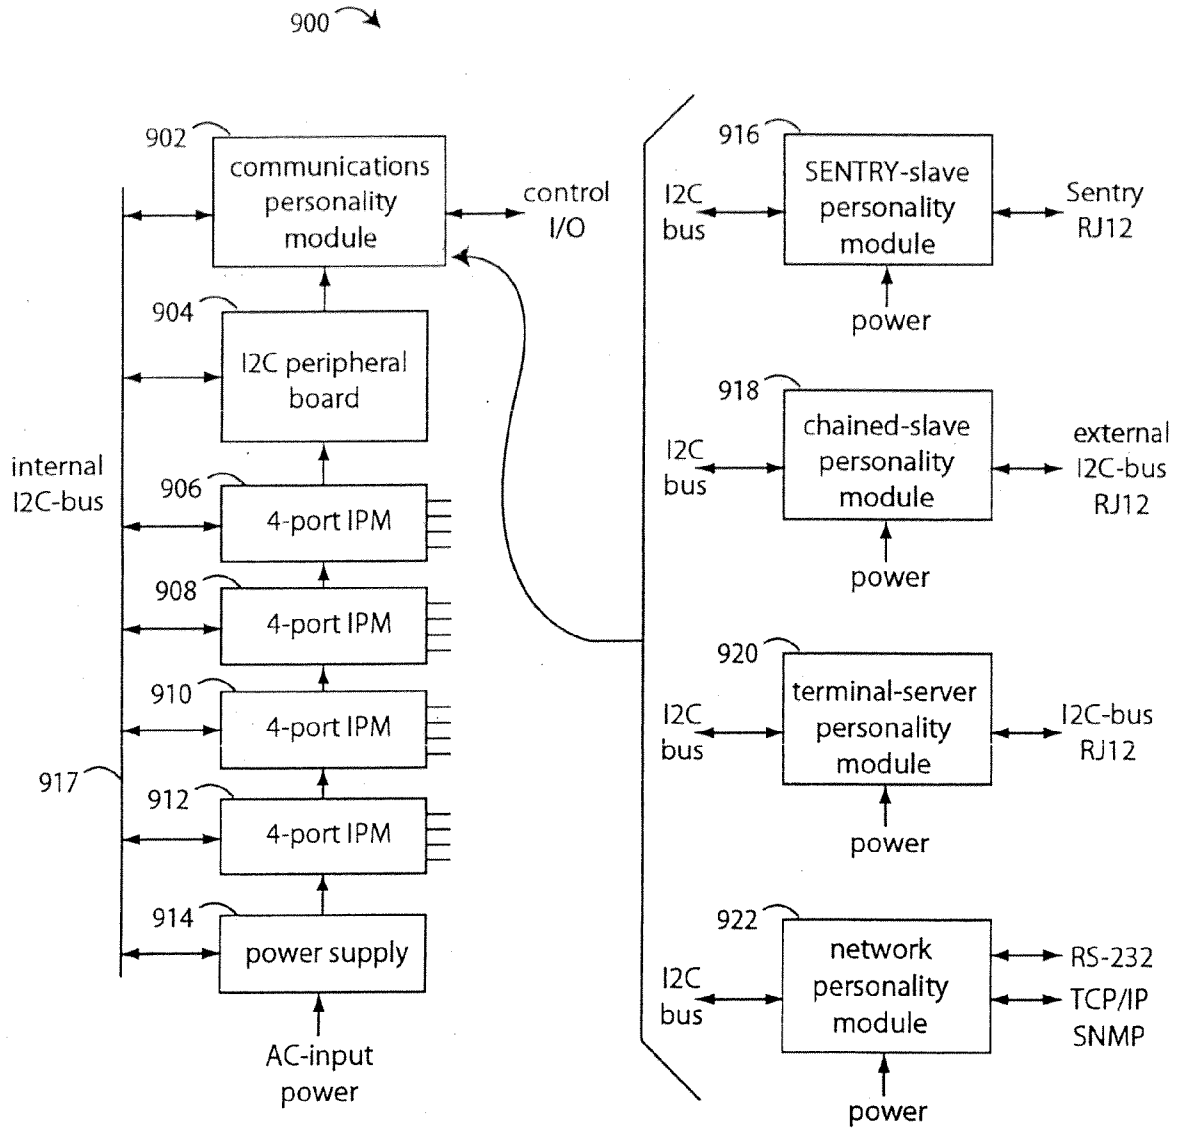 900
902
communications
personality
module
control
I/O
904
I2C peripheral
board
internal
I2C-bus
906
4-port IPM
908
4-port IPM
910
4-port IPM
917
912
4-port IPM
914
power supply
AC-input
power
916
SENTRY-slave
personality
module
I2C
bus
Sentry
RJ12
power
918
chained-slave
personality
module
I2C
bus
external
I2C-bus
RJ12
power
920
terminal-server
personality
module
I2C
bus
I2C-bus
RJ12
power
922
network
personality
module
I2C
bus
RS-232
TCP/IP
SNMP
power